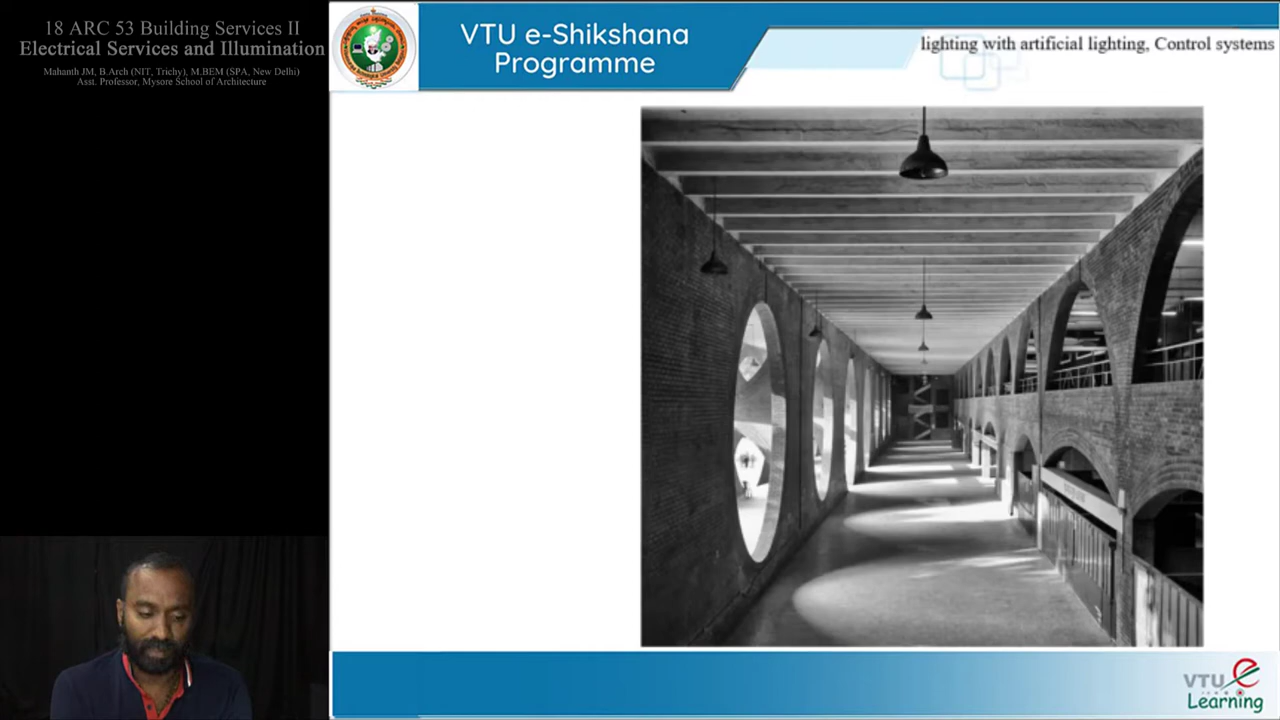 18 ARC 53 Building Services II
Electrical Services and Illumination
Mahanth JM, B.Arch (NIT, Trichy), M.BEM (SPA, New Delhi)
Asst. Professor, Mysore School of Architecture
VTU e-Shikshana
Programme
lighting with artificial lighting, Control systems
VTU e
Learning